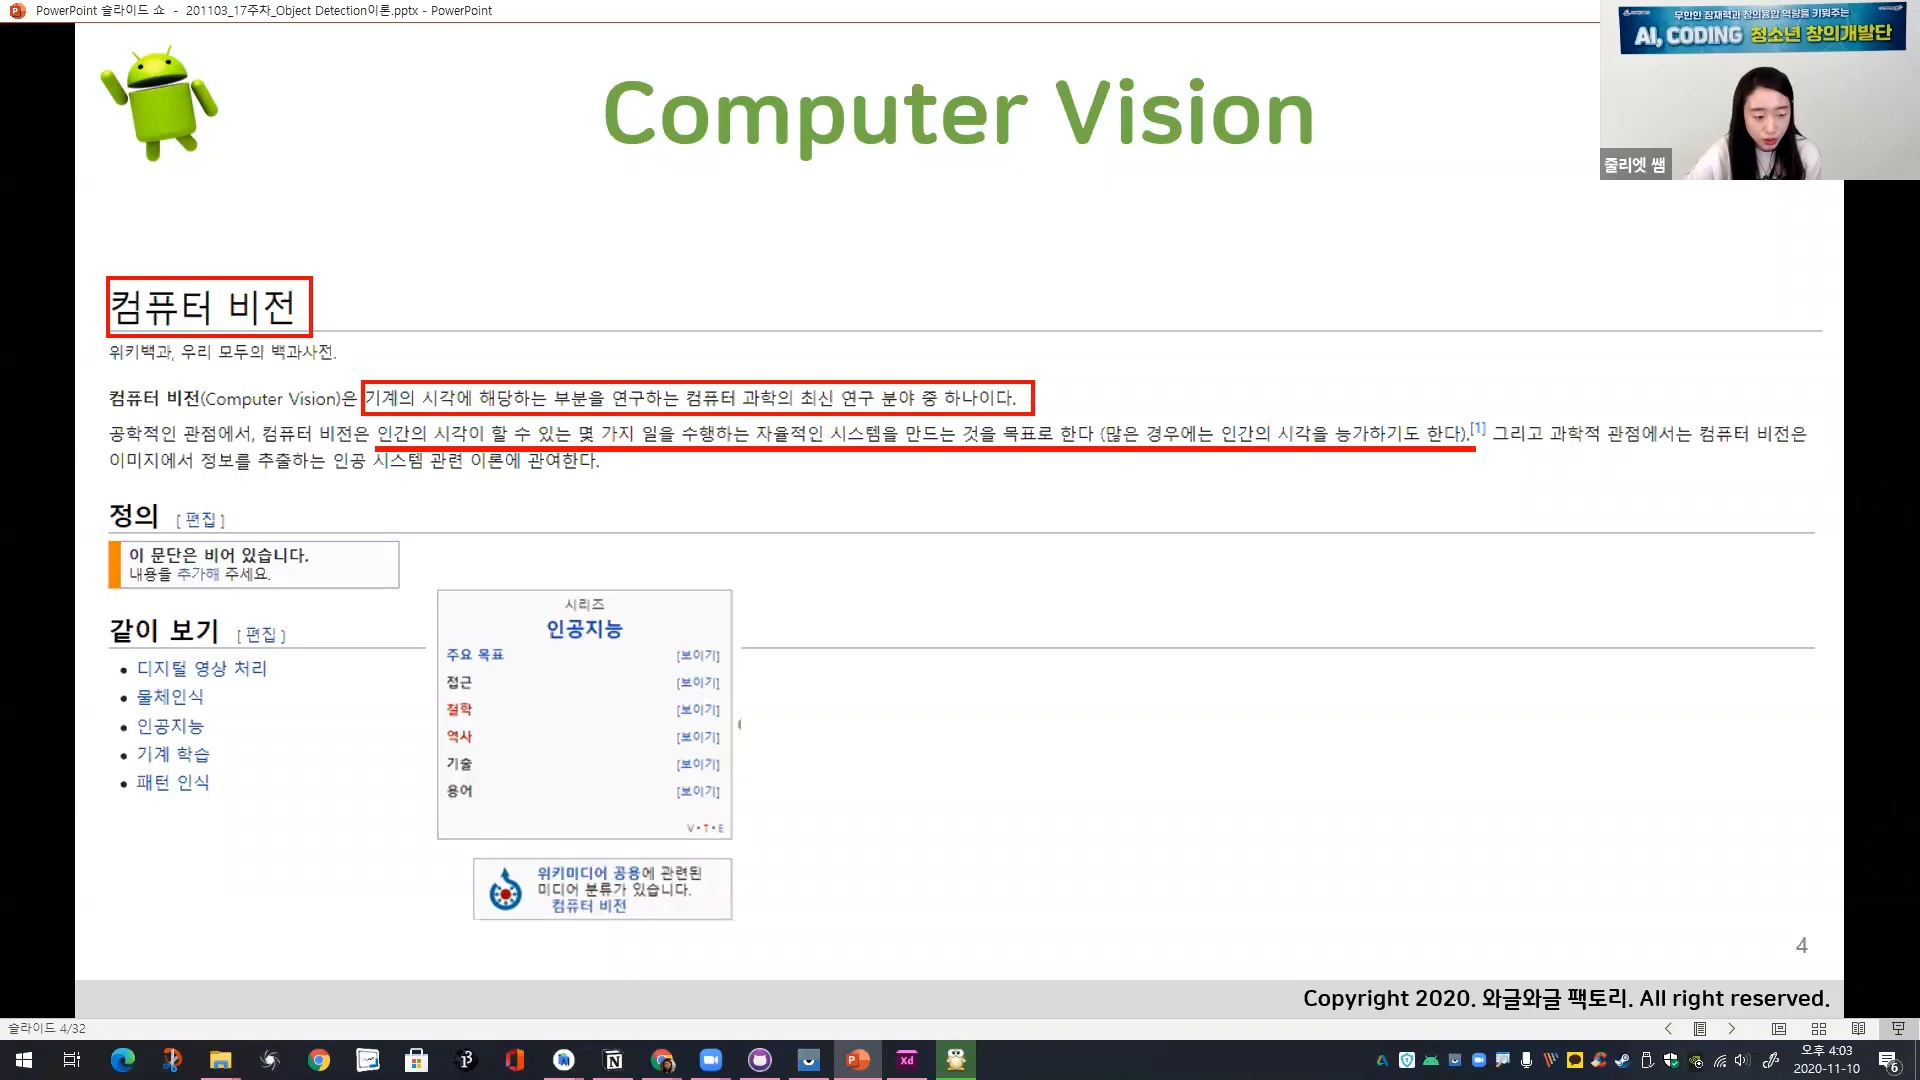 PowerPoint 슬라이드 쇼 - 201103_17주차_Object Detection이론.pptx - PowerPoint
무한한 잠재력과 창의융합 역량을 키워주는
AI, CODING 청소년 창의개발단
줄리엣 쌤
Computer Vision
컴퓨터 비전
위키백과, 우리 모두의 백과사전.
컴퓨터 비전(Computer Vision)은 기계의 시각에 해당하는 부분을 연구하는 컴퓨터 과학의 최신 연구 분야 중 하나이다.
공학적인 관점에서, 컴퓨터 비전은 인간의 시각이 할 수 있는 몇 가지 일을 수행하는 자율적인 시스템을 만드는 것을 목표로 한다 (많은 경우에는 인간의 시각을 능가하기도 한다).[1] 그리고 과학적 관점에서는 컴퓨터 비전은
이미지에서 정보를 추출하는 인공 시스템 관련 이론에 관여한다.
정의 [편집]
이 문단은 비어 있습니다.
내용을 추가해 주세요.
같이 보기 [편집]
디지털 영상 처리
물체인식
인공지능
기계 학습
패턴 인식
시리즈
인공지능
주요 목표 [보이기]
접근 [보이기]
철학 [보이기]
역사 [보이기]
기술 [보이기]
용어 [보이기]
V • T • E
위키미디어 공용에 관련된
미디어 분류가 있습니다.
컴퓨터 비전
4
Copyright 2020. 와글와글 팩토리. All right reserved.
슬라이드 4/32
오후 4:03
2020-11-10
6